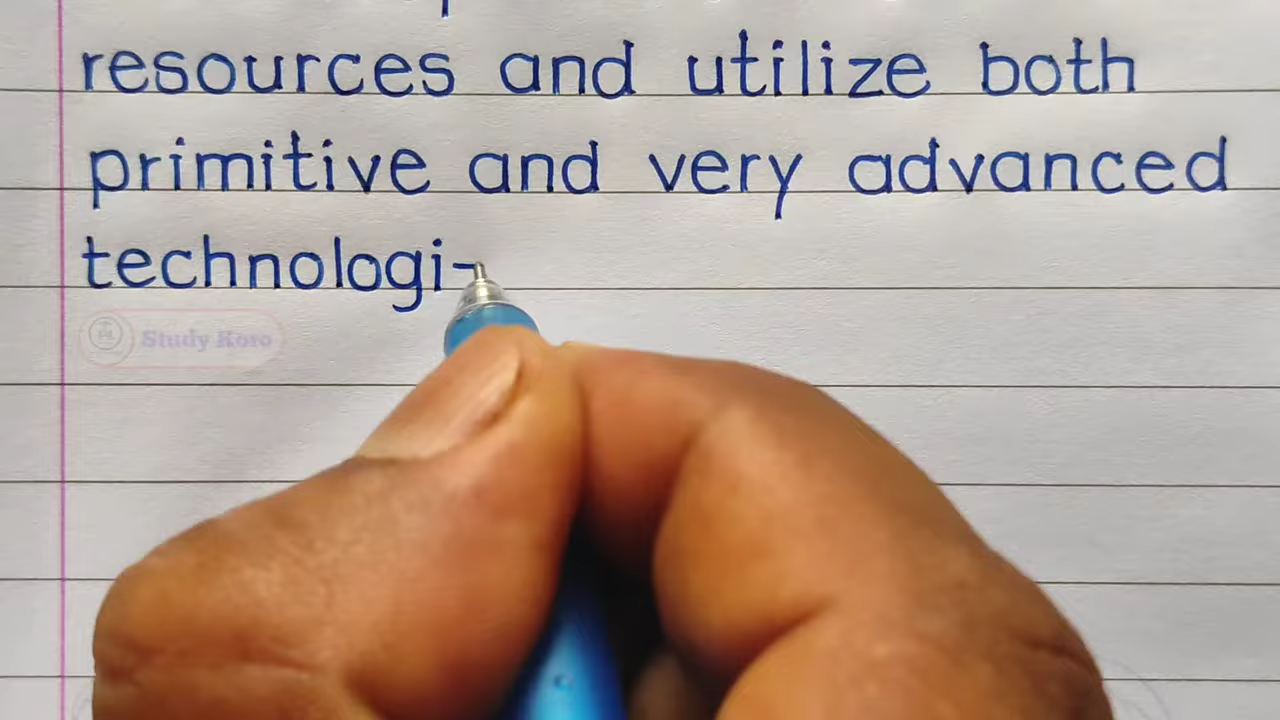 resources and utilize both
primitive and very advanced
technologi-
Study Koro